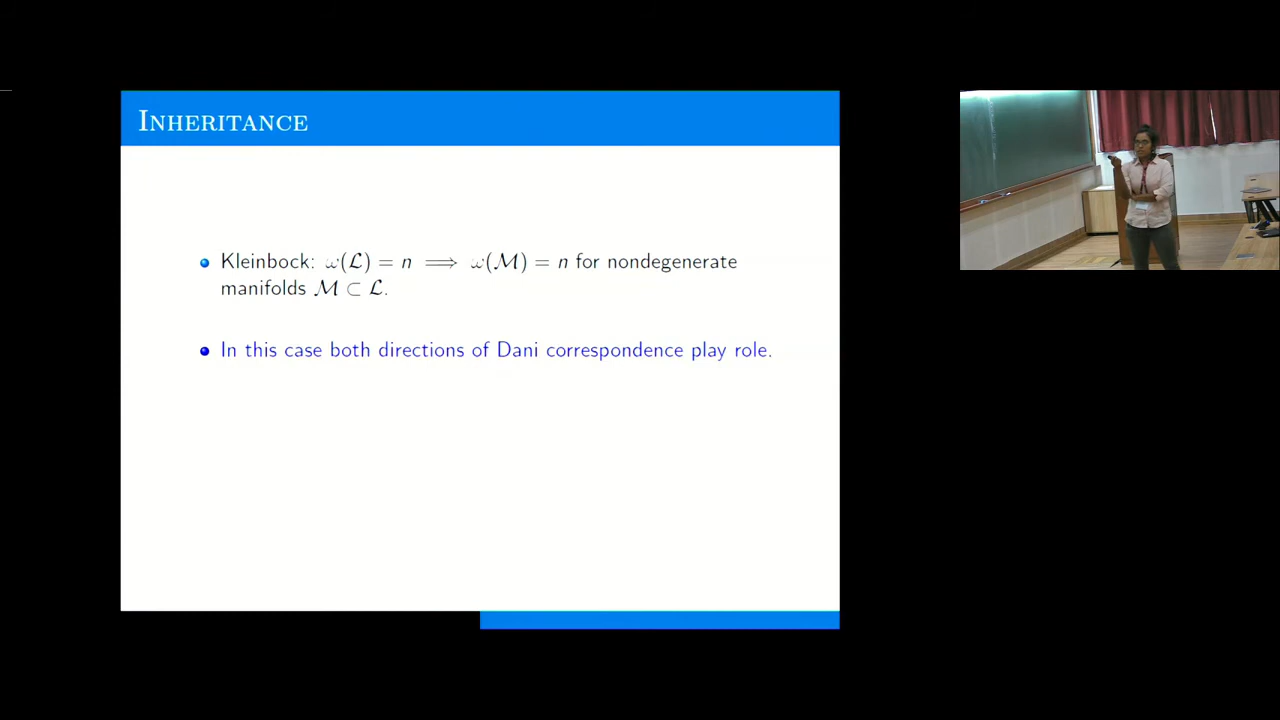 INHERITANCE
Kleinbock: ω(ℒ) = n ⟹ ω(ℳ) = n for nondegenerate
manifolds ℳ ⊂ ℒ.
In this case both directions of Dani correspondence play role.